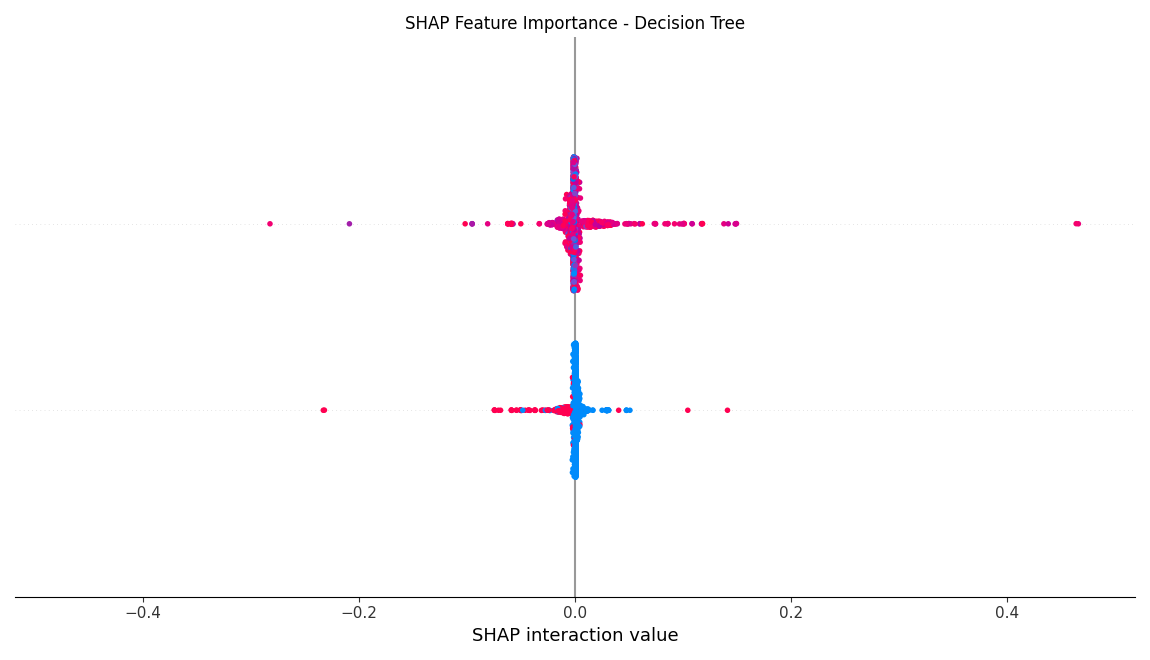 SHAP Feature Importance - Decision Tree
−0.4 −0.2 0.0 0.2 0.4
SHAP interaction value